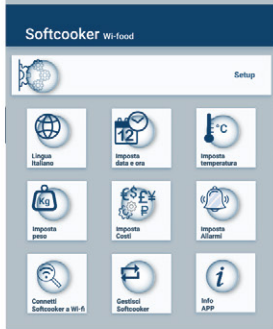 Softcooker Wi-food
Setup
Lingua
Italiano
12
Imposta
data e ora
°C
Imposta
temperatura
Kg
Imposta
peso
€$£¥
₽
Imposta
Costi
Imposta
Allarmi
Connetti
Softcooker a Wi-fi
Gestisci
Softcooker
i
Info
APP